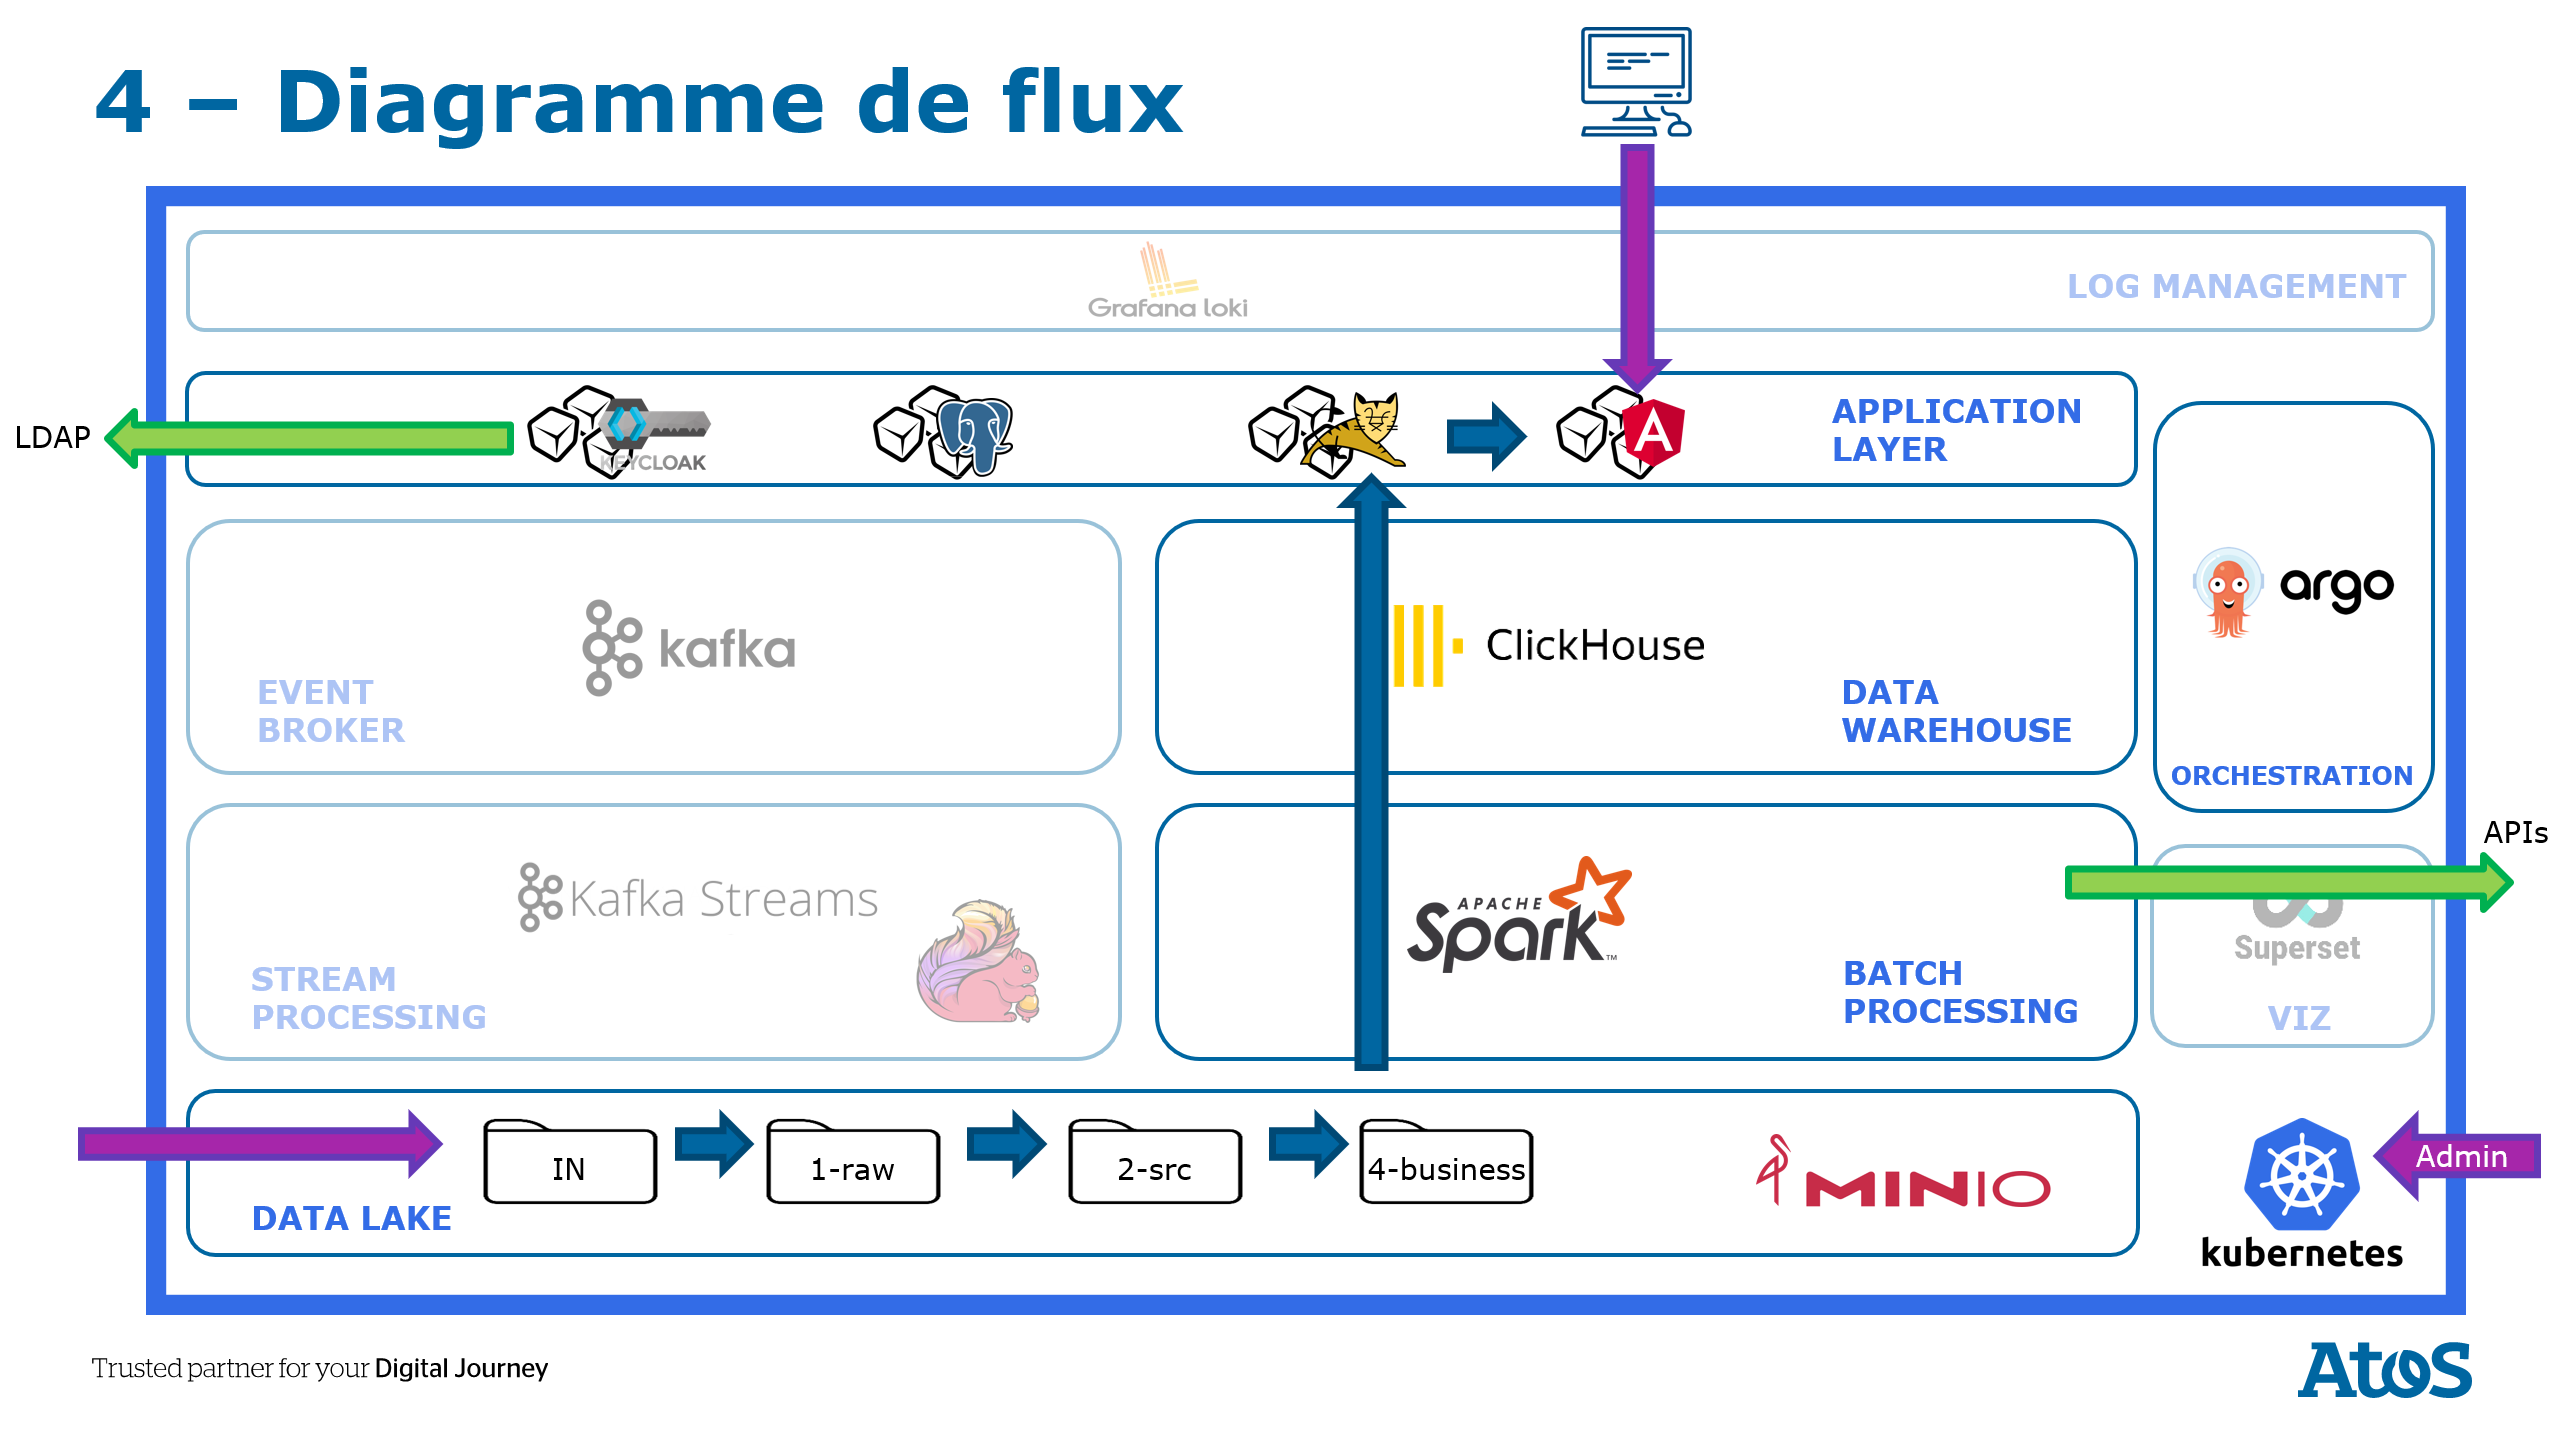 4 – Diagramme de flux
Grafana loki
LOG MANAGEMENT
LDAP
KEYCLOAK
APPLICATION
LAYER
kafka
EVENT
BROKER
ClickHouse
DATA
WAREHOUSE
argo
ORCHESTRATION
APIs
Kafka Streams
STREAM
PROCESSING
APACHE
Spark™
BATCH
PROCESSING
Superset
VIZ
IN
1-raw
2-src
4-business
DATA LAKE
MINIO
Admin
kubernetes
Trusted partner for your Digital Journey
Atos